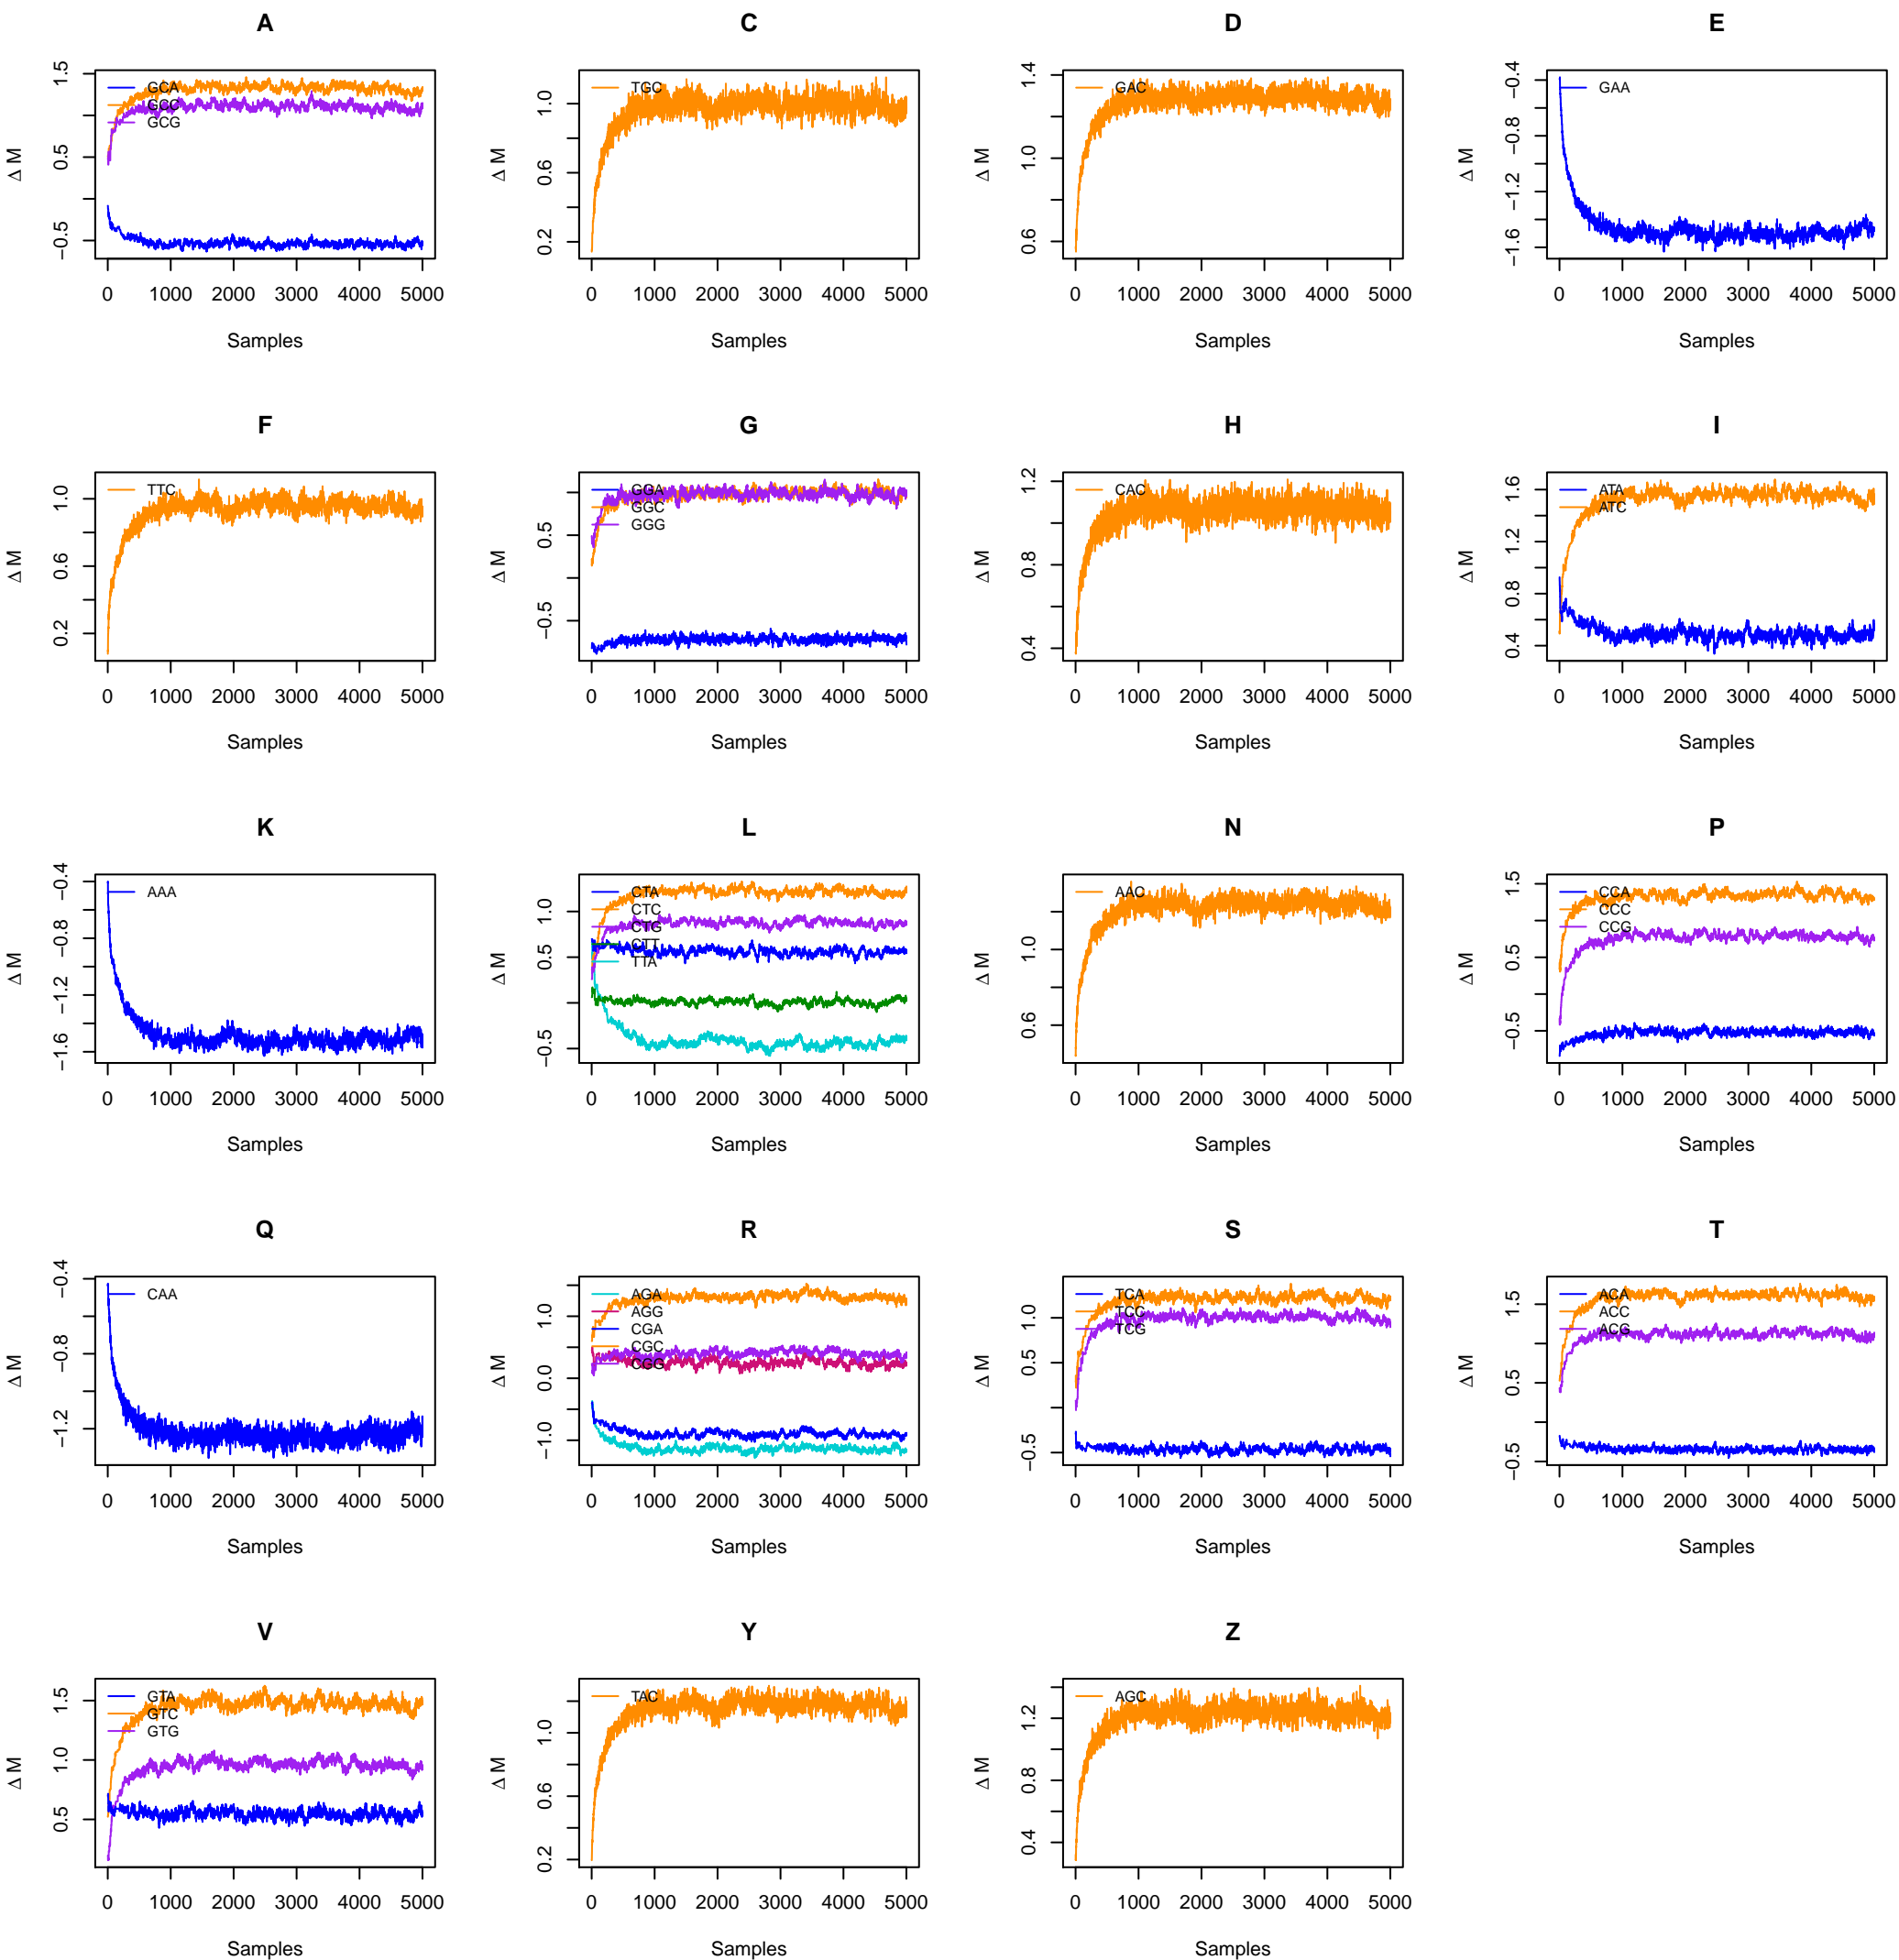 A
C
D
E
Δ M
-0.5
0.5
1.5
GCA
GCC
GCG
0 1000 2000 3000 4000 5000
Samples
Δ M
0.2
0.6
1.0
TGC
0 1000 2000 3000 4000 5000
Samples
Δ M
0.6
1.0
1.4
GAC
0 1000 2000 3000 4000 5000
Samples
Δ M
-1.6
-1.2
-0.8
-0.4
GAA
0 1000 2000 3000 4000 5000
Samples
F
G
H
I
Δ M
0.2
0.6
1.0
TTC
0 1000 2000 3000 4000 5000
Samples
Δ M
-0.5
0.5
GGA
GGC
GGG
0 1000 2000 3000 4000 5000
Samples
Δ M
0.4
0.8
1.2
CAC
0 1000 2000 3000 4000 5000
Samples
Δ M
0.4
0.8
1.2
1.6
ATA
ATC
0 1000 2000 3000 4000 5000
Samples
K
L
N
P
Δ M
-1.6
-1.2
-0.8
-0.4
AAA
0 1000 2000 3000 4000 5000
Samples
Δ M
-0.5
0.5
1.0
CTA
CTC
CTG
CTT
TTA
0 1000 2000 3000 4000 5000
Samples
Δ M
0.6
1.0
AAC
0 1000 2000 3000 4000 5000
Samples
Δ M
-0.5
0.5
1.5
CCA
CCC
CCG
0 1000 2000 3000 4000 5000
Samples
Q
R
S
T
Δ M
-1.2
-0.8
-0.4
CAA
0 1000 2000 3000 4000 5000
Samples
Δ M
-1.0
0.0
1.0
AGA
AGG
CGA
CGC
CGG
0 1000 2000 3000 4000 5000
Samples
Δ M
-0.5
0.5
1.0
TCA
TCC
TCG
0 1000 2000 3000 4000 5000
Samples
Δ M
-0.5
0.5
1.5
ACA
ACC
ACG
0 1000 2000 3000 4000 5000
Samples
V
Y
Z
Δ M
0.5
1.0
1.5
GTA
GTC
GTG
0 1000 2000 3000 4000 5000
Samples
Δ M
0.2
0.6
1.0
TAC
0 1000 2000 3000 4000 5000
Samples
Δ M
0.4
0.8
1.2
AGC
0 1000 2000 3000 4000 5000
Samples